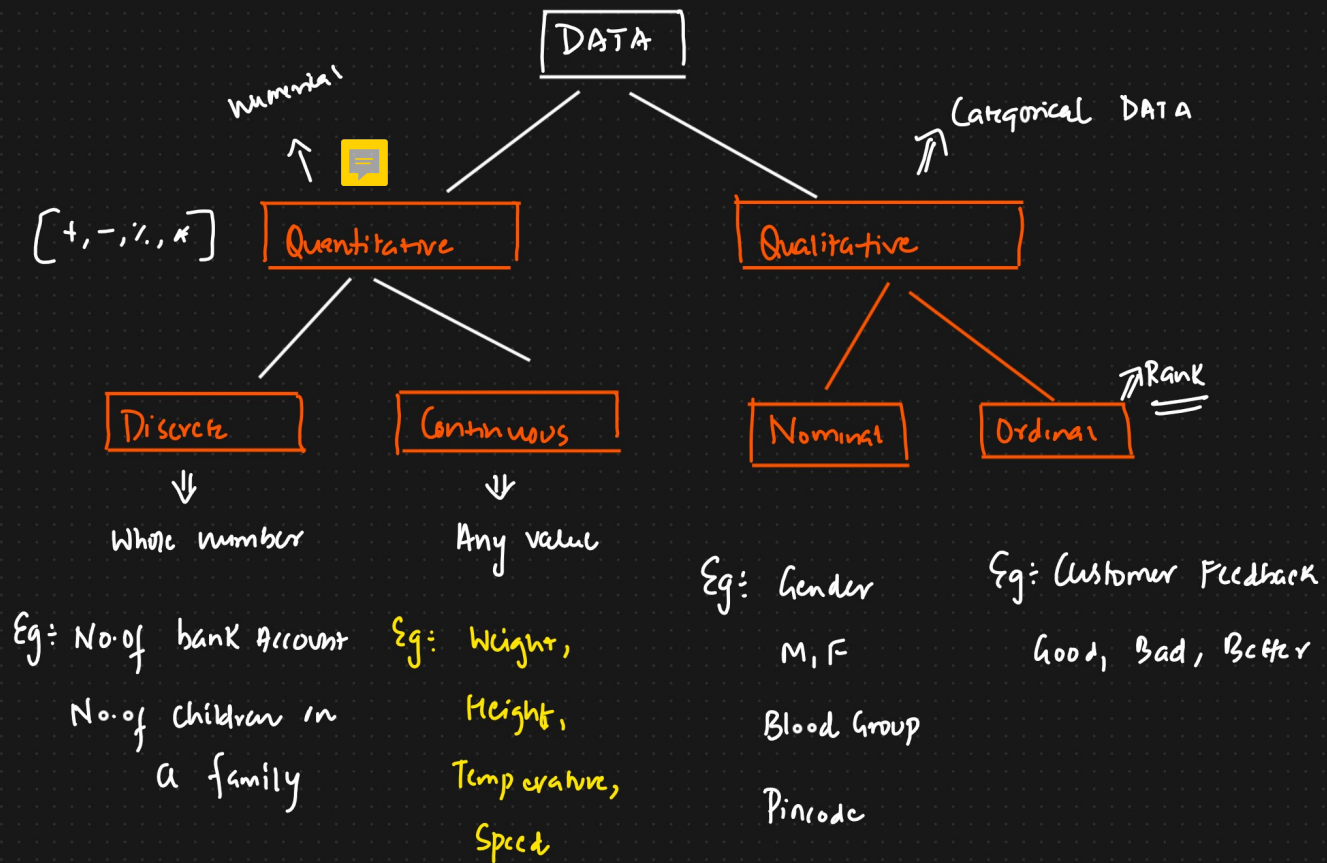 DATA
Numerical
Categorical DATA
[+, -, %, *]
Quantitative
Qualitative
Rank
Discrete
Continuous
Nominal
Ordinal
Whole number
Any value
Eg: No. of bank Account
No. of children in
a family
Eg: Weight,
Height,
Temperature,
Speed
Eg: Gender
M, F
Blood Group
Pincode
Eg: Customer Feedback
Good, Bad, Better